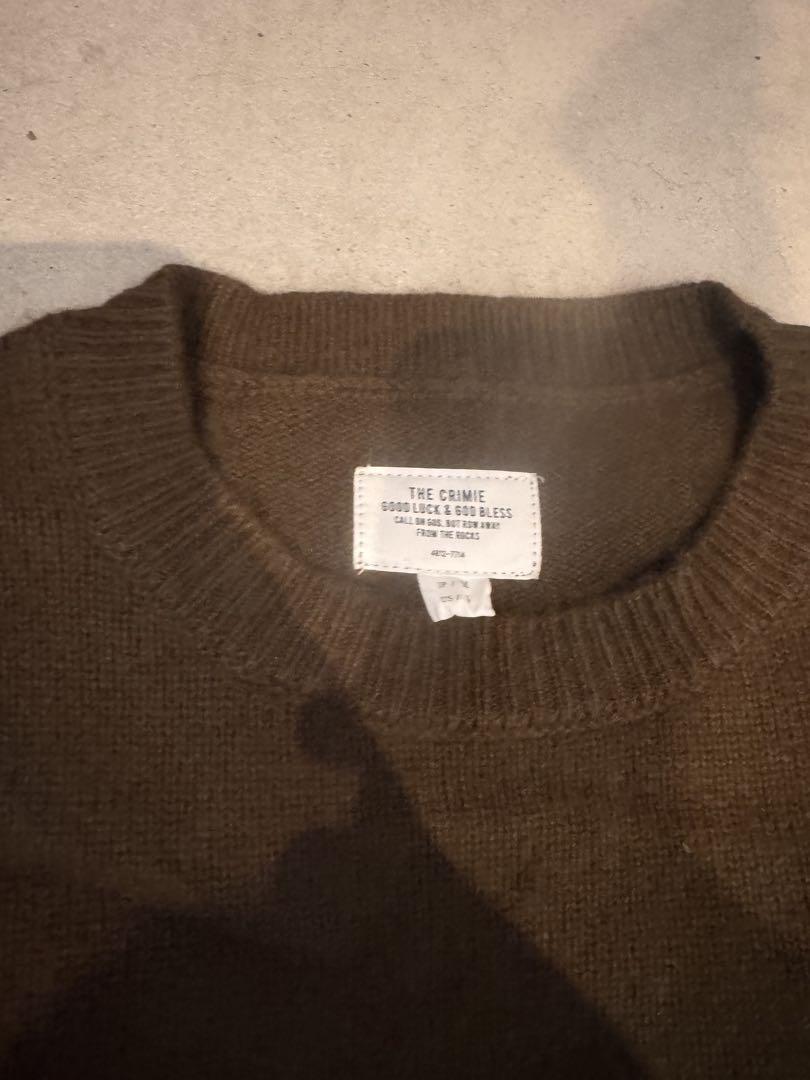 THE CRIMIE
GOOD LUCK & GOD BLESS
CALL ON GOD, BUT ROW AWAY
FROM THE ROCKS